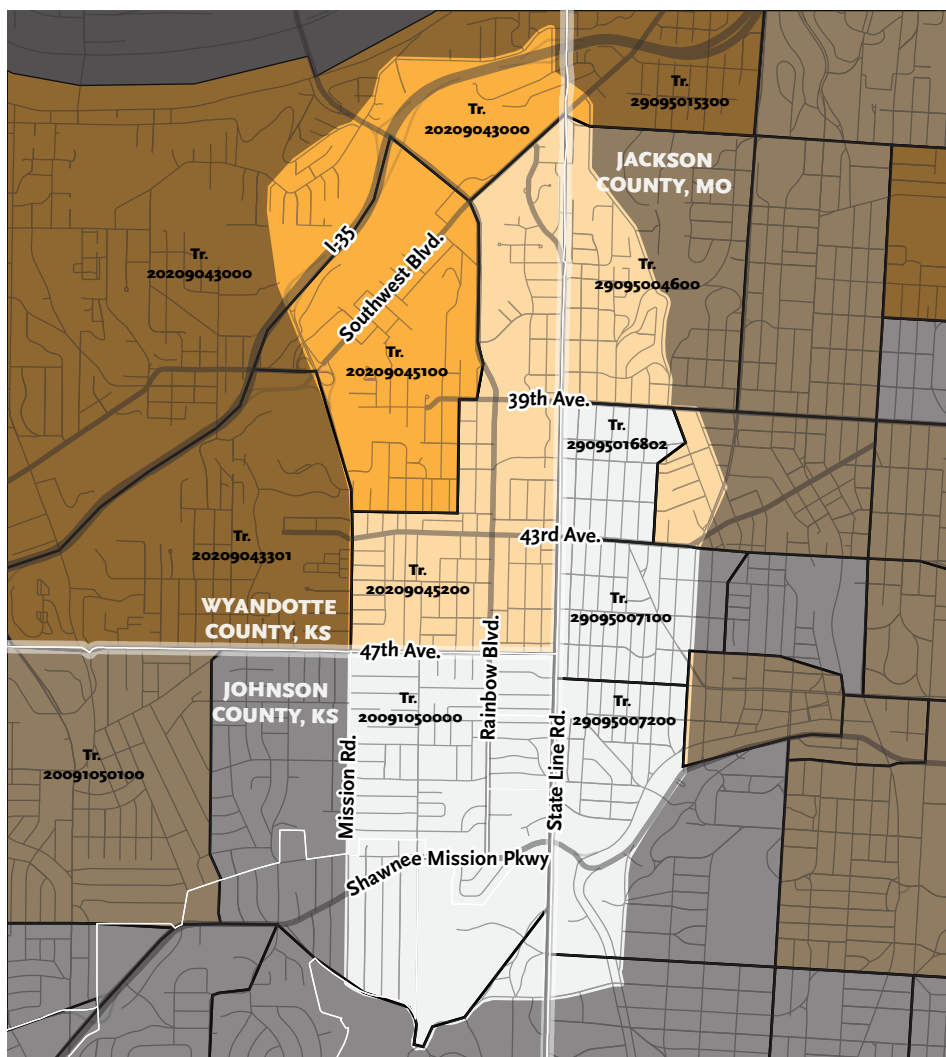 Tr.
29095015300
Tr.
20209043000
JACKSON
COUNTY, MO
I-35
Tr.
20209043000
Southwest Blvd.
Tr.
29095004600
Tr.
20209045100
39th Ave.
Tr.
29095016802
43rd Ave.
Tr.
20209043301
Tr.
20209045200
Tr.
29095007100
WYANDOTTE
COUNTY, KS
47th Ave.
Rainbow Blvd.
JOHNSON
COUNTY, KS
Tr.
20091050000
Tr.
29095007200
Tr.
20091050100
Mission Rd.
State Line Rd.
Shawnee Mission Pkwy